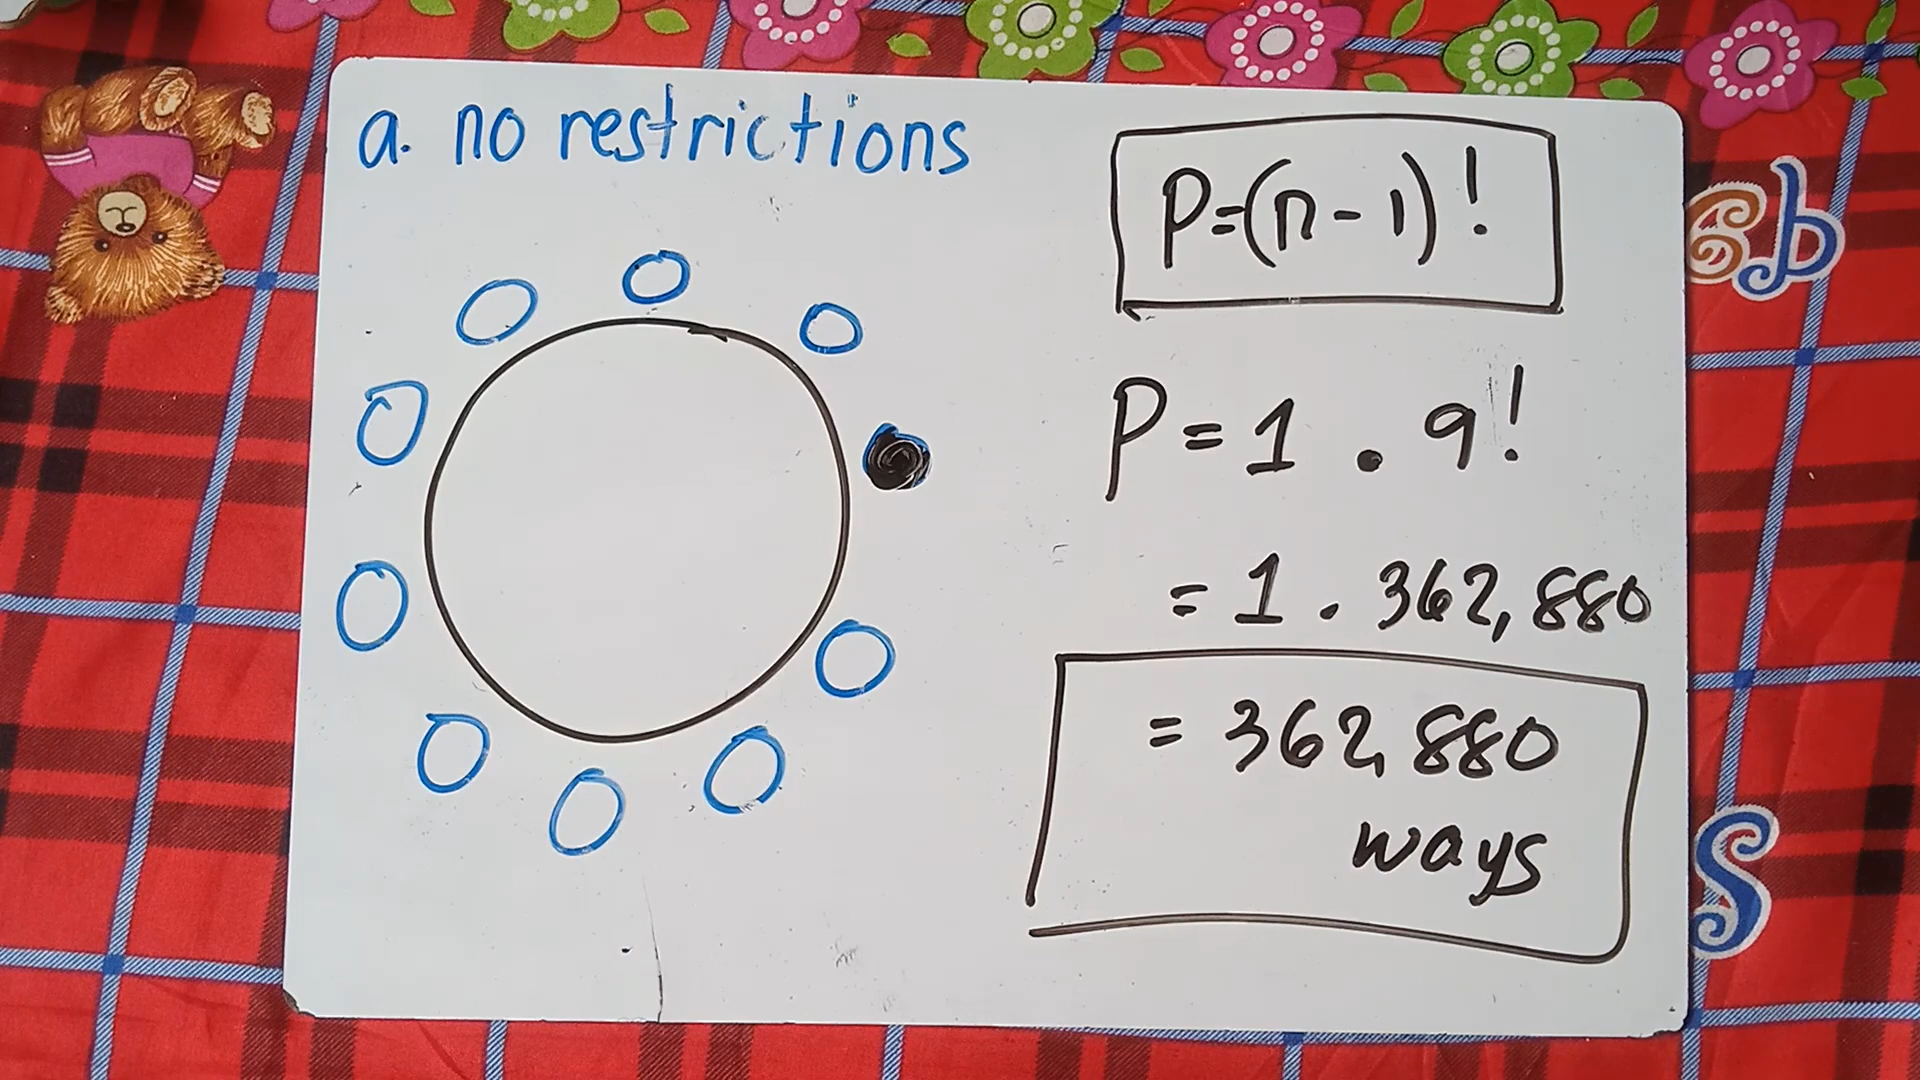 a. no restrictions
P=(n-1)!
P=1 . 9!
=1 . 362,880
= 362,880
ways
b
S